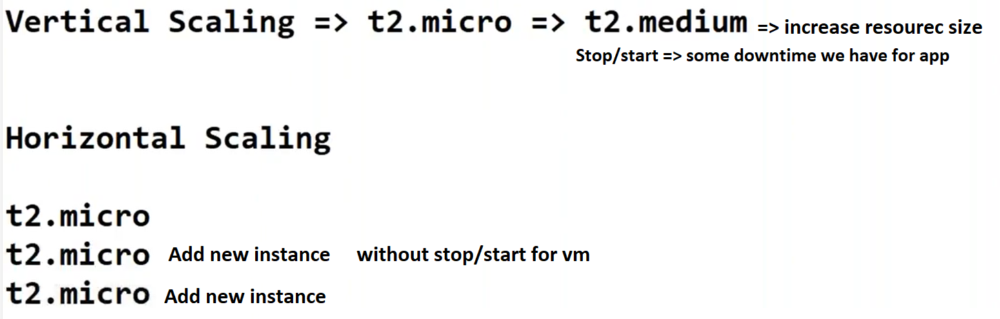 Vertical Scaling => t2.micro => t2.medium => increase resourec size
Stop/start => some downtime we have for app
Horizontal Scaling
t2.micro
t2.micro Add new instance without stop/start for vm
t2.micro Add new instance